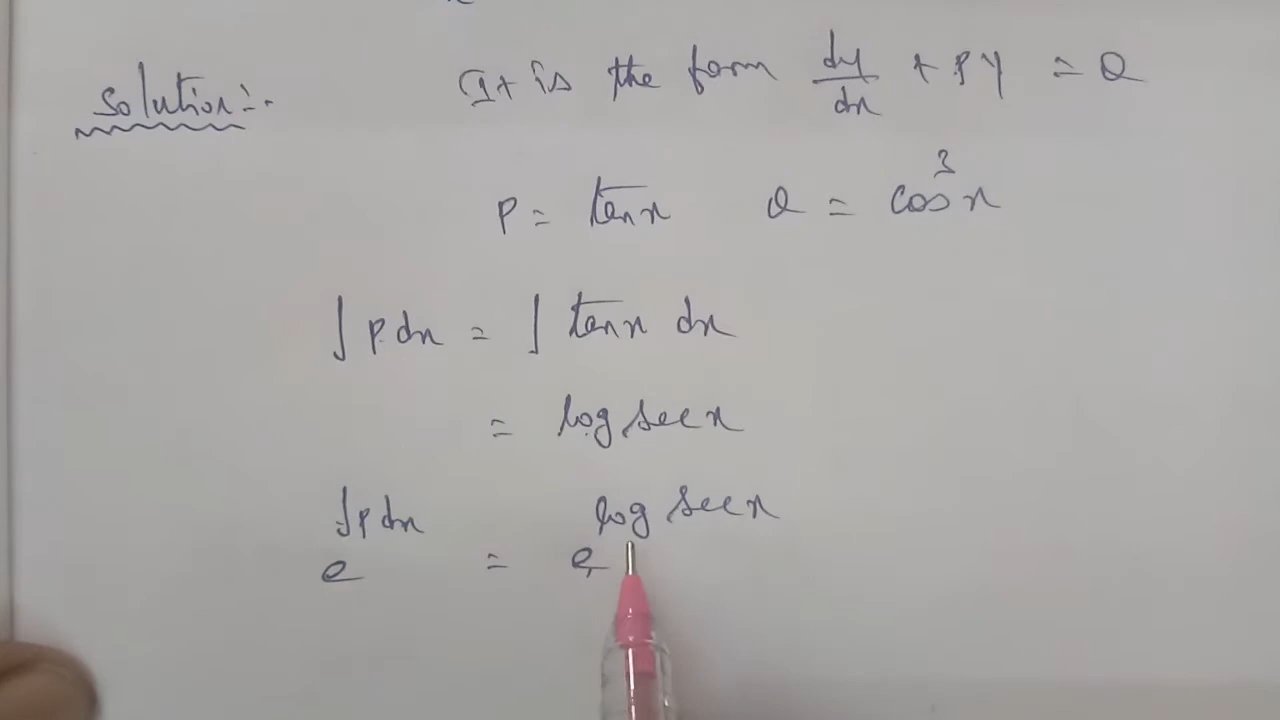 Solution:-
It is the form dy/dx + Py = Q
P = tanx Q = cos³x
∫ P dx = ∫ tanx dx
= log secx
e^∫P dx = e^log secx